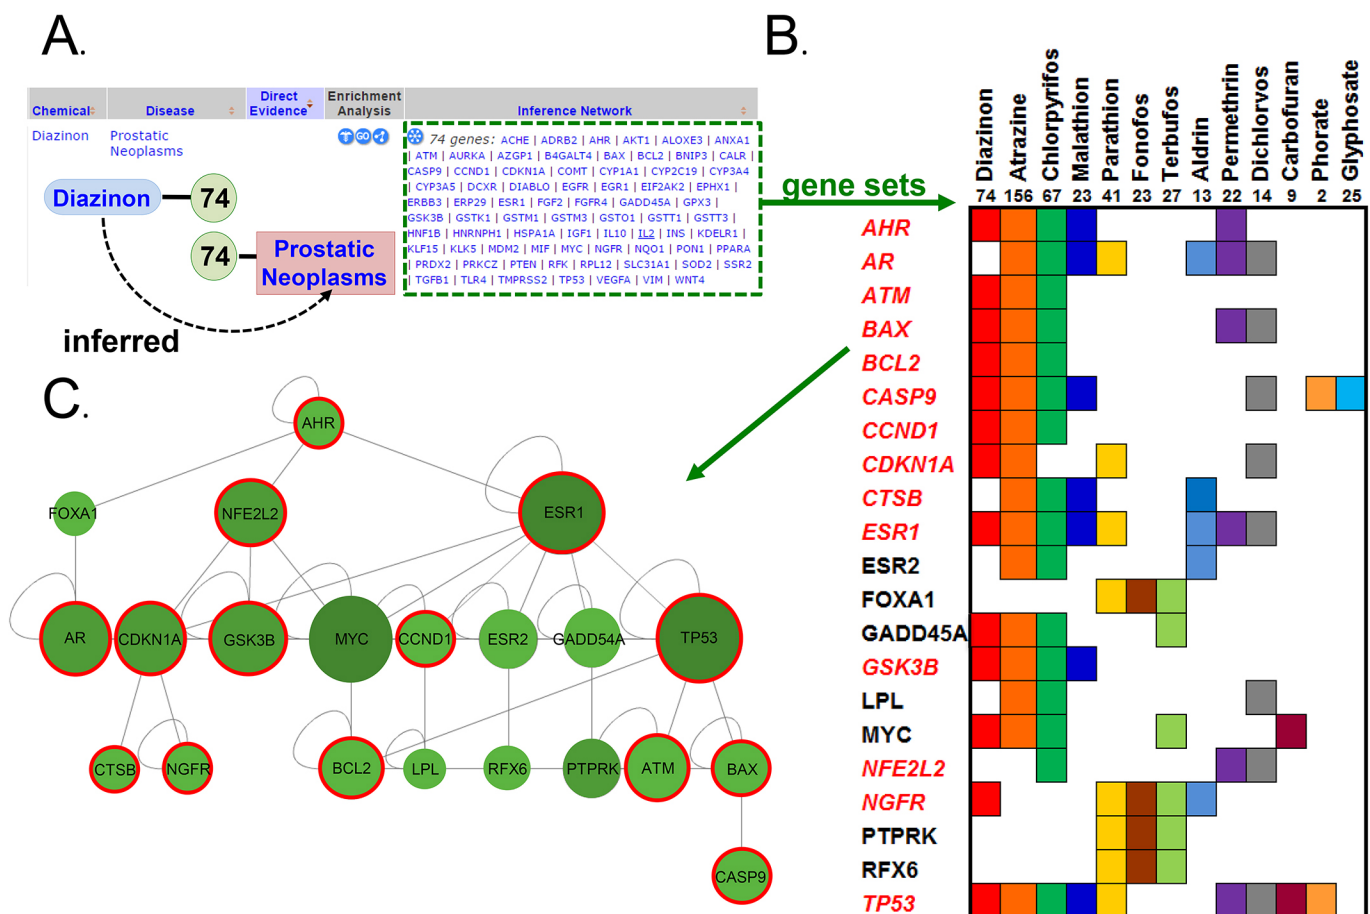 A.
Chemical
Disease
Direct
Evidence
Enrichment
Analysis
Inference Network
Diazinon
Prostatic
Neoplasms
GO
74 genes: ACHE | ADRB2 | AHR | AKT1 | ALOXE3 | ANXA1
| ATM | AURKA | AZGP1 | B4GALT4 | BAX | BCL2 | BNIP3 | CALR |
CASP9 | CCND1 | CDKN1A | COMT | CYP1A1 | CYP2C19 | CYP3A4
| CYP3A5 | DCXR | DIABLO | EGFR | EGR1 | EIF2AK2 | EPHX1 |
ERBB3 | ERP29 | ESR1 | FGF2 | FGFR4 | GADD45A | GPX3 |
GSK3B | GSTK1 | GSTM1 | GSTM3 | GSTO1 | GSTT1 | GSTT3 |
HNF1B | HNRNPH1 | HSPA1A | IGF1 | IL10 | IL2 | INS | KDELR1 |
KLF15 | KLK5 | MDM2 | MIF | MYC | NGFR | NQO1 | PON1 | PPARA
| PRDX2 | PRKCZ | PTEN | RFK | RPL12 | SLC31A1 | SOD2 | SSR2
| TGFB1 | TLR4 | TMPRSS2 | TP53 | VEGFA | VIM | WNT4
Diazinon
74
74
Prostatic
Neoplasms
inferred
gene sets
B.
Diazinon
Atrazine
Chlorpyrifos
Malathion
Parathion
Fonofos
Terbufos
Aldrin
Permethrin
Dichlorvos
Carbofuran
Phorate
Glyphosate
74 156 67 23 41 23 27 13 22 14 9 2 25
AHR
AR
ATM
BAX
BCL2
CASP9
CCND1
CDKN1A
CTSB
ESR1
ESR2
FOXA1
GADD45A
GSK3B
LPL
MYC
NFE2L2
NGFR
PTPRK
RFX6
TP53
C.
AHR
FOXA1
NFE2L2
ESR1
AR
CDKN1A
GSK3B
MYC
CCND1
ESR2
GADD54A
TP53
CTSB
NGFR
BCL2
LPL
RFX6
PTPRK
ATM
BAX
CASP9